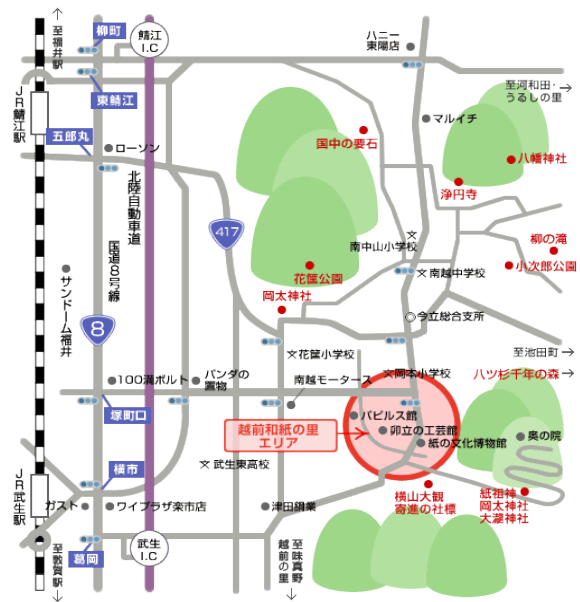 至福井駅
柳町
鯖江
I.C
ハニー
東陽店
至河和田・
うるしの里
東鯖江
JR鯖江駅
五郎丸
ローソン
マルイチ
国中の要石
八幡神社
浄円寺
北陸自動車道
417
南中山小学校
柳の滝
国道8号線
南越中学校
小次郎公園
サンドーム福井
花筐公園
岡太神社
8
今立総合支所
花筐小学校
至池田町
100満ボルト
パンダの
置物
南越モータース
岡本小学校
八ツ杉千年の森
塚町口
パピルス館
越前和紙の里
エリア
卯立の工芸館
紙の文化博物館
奥の院
横市
武生東高校
JR武生駅
ガスト
ワイプラザ楽市店
津田鋼業
横山大観
寄進の社標
紙祖神
岡太神社
大瀧神社
武生
I.C
葛岡
至敦賀駅
至味真野
越前の里